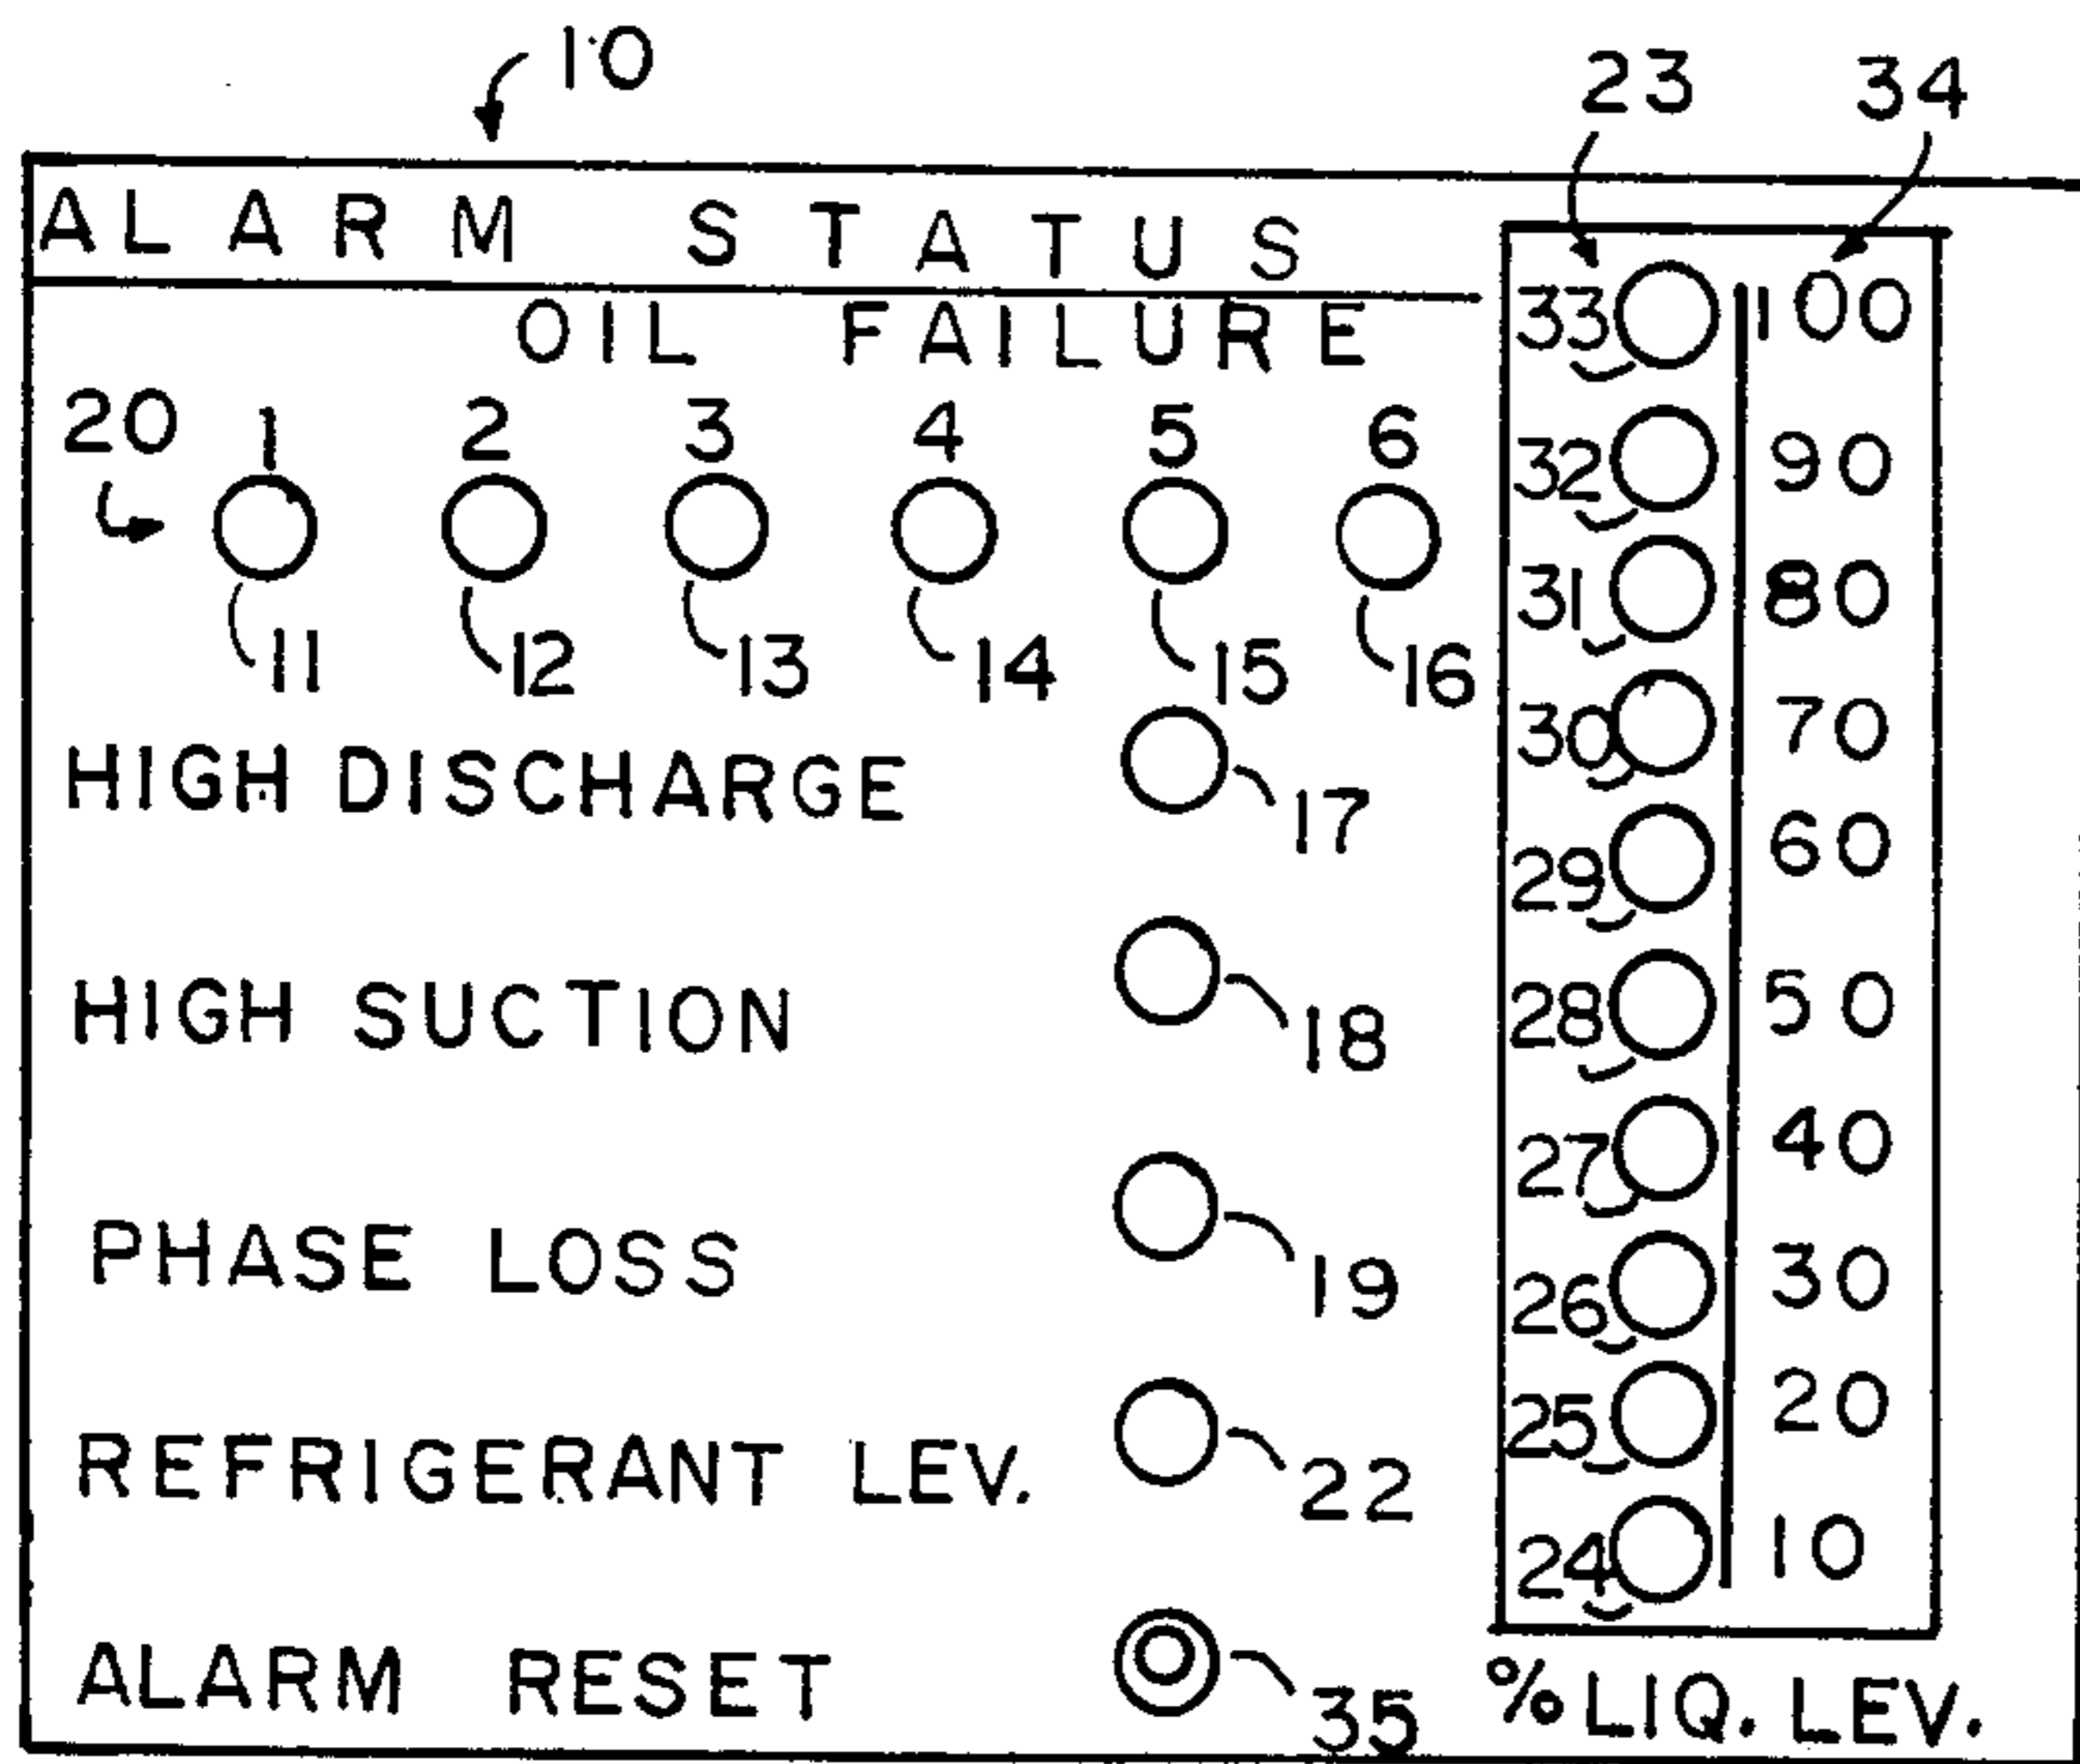 10
23 34
ALARM STATUS
OIL FAILURE
20 1 2 3 4 5 6
11 12 13 14 15 16
HIGH DISCHARGE 17
HIGH SUCTION 18
PHASE LOSS 19
REFRIGERANT LEV. 22
ALARM RESET 35
33 100
32 90
31 80
30 70
29 60
28 50
27 40
26 30
25 20
24 10
% LIQ. LEV.